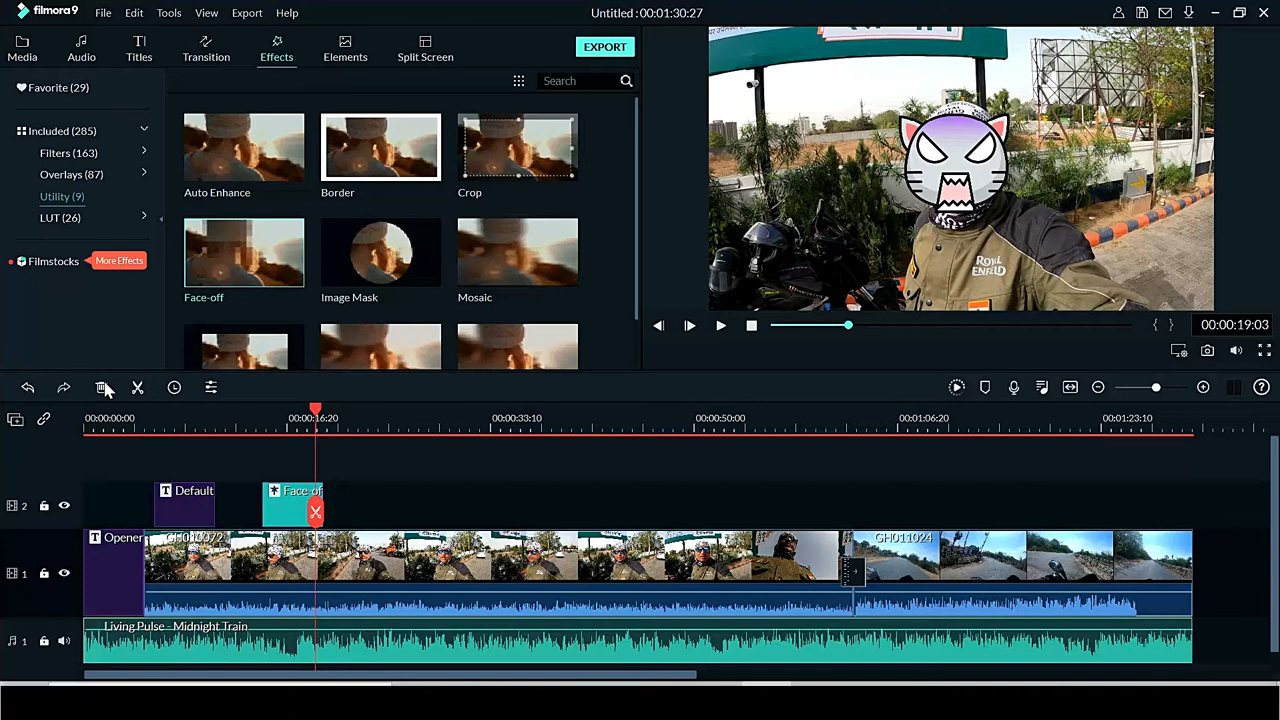 filmora9 File Edit Tools View Export Help Untitled : 00:01:30:27
Media Audio Titles Transition Effects Elements Split Screen EXPORT
Favorite (29)
Search
Included (285)
Filters (163)
Overlays (87)
Utility (9)
LUT (26)
Filmstocks More Effects
Auto Enhance Border Crop
Face-off Image Mask Mosaic
ROYAL
ENFIELD
00:00:19:03
00:00:00:00 00:00:16:20 00:00:33:10 00:00:50:00 00:01:06:20 00:01:23:10
2 T Default Face-of
1 T Opener GH010072 GH011024
1 Living Pulse - Midnight Train